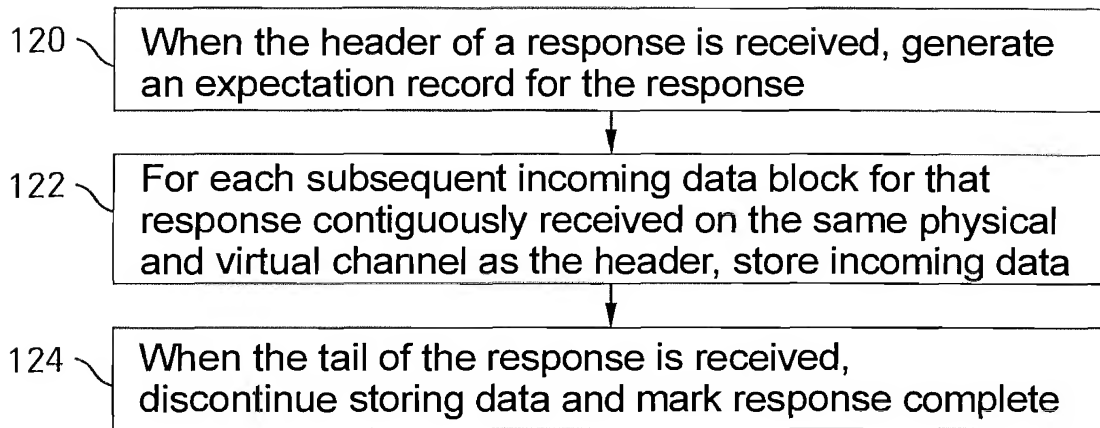 120 When the header of a response is received, generate
an expectation record for the response
122 For each subsequent incoming data block for that
response contiguously received on the same physical
and virtual channel as the header, store incoming data
124 When the tail of the response is received,
discontinue storing data and mark response complete